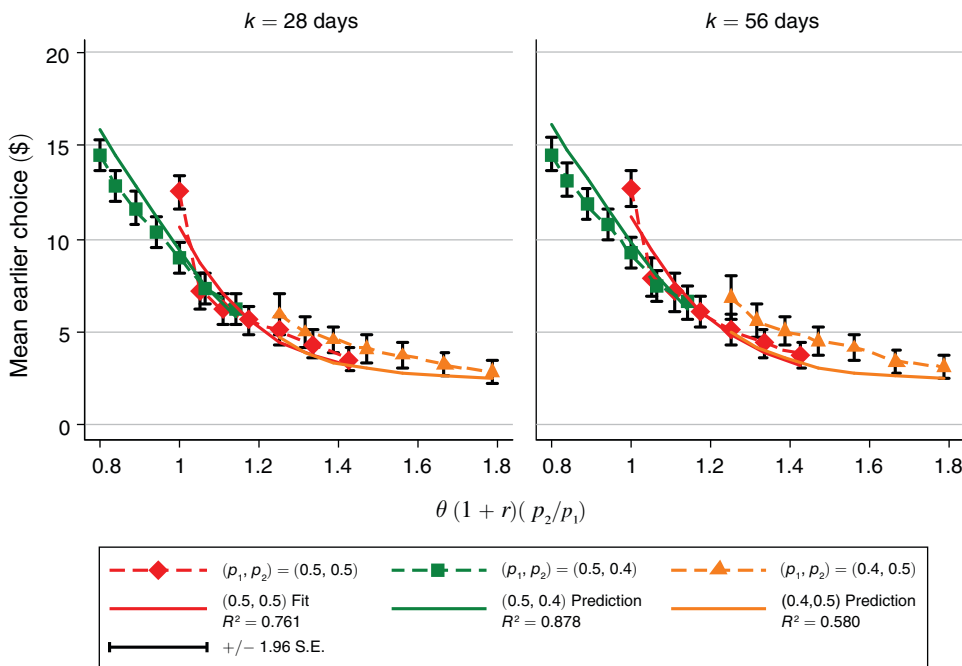 k = 28 days
k = 56 days
Mean earlier choice ($)
20
15
10
5
0
0.8 1 1.2 1.4 1.6 1.8
0.8 1 1.2 1.4 1.6 1.8
θ (1 + r)( p₂/p₁)
(p₁, p₂) = (0.5, 0.5)
(p₁, p₂) = (0.5, 0.4)
(p₁, p₂) = (0.4, 0.5)
(0.5, 0.5) Fit
R² = 0.761
(0.5, 0.4) Prediction
R² = 0.878
(0.4,0.5) Prediction
R² = 0.580
+/− 1.96 S.E.